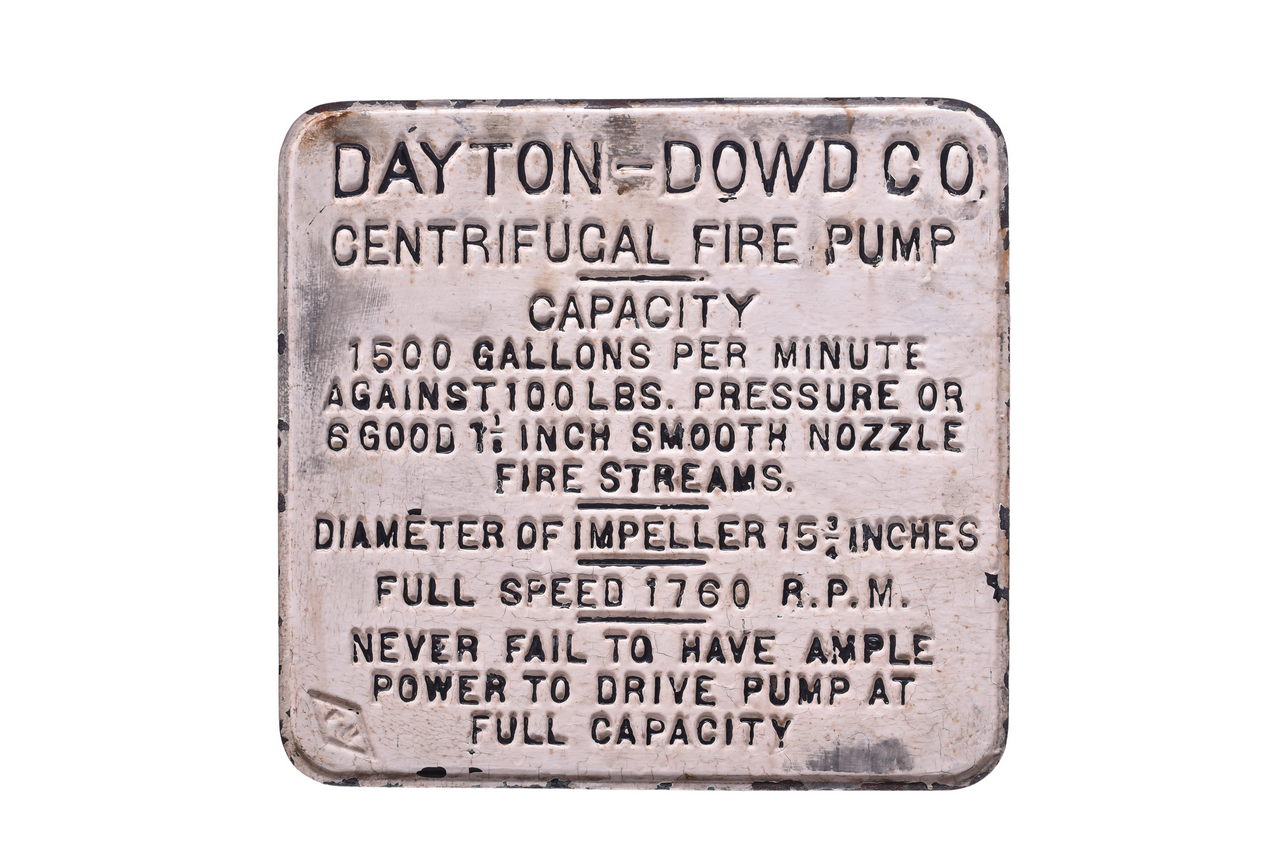 DAYTON-DOWD CO.
CENTRIFUGAL FIRE PUMP
CAPACITY
1500 GALLONS PER MINUTE
AGAINST 100 LBS. PRESSURE OR
6 GOOD 1⅛ INCH SMOOTH NOZZLE
FIRE STREAMS.
DIAMETER OF IMPELLER 15¾ INCHES
FULL SPEED 1760 R.P.M.
NEVER FAIL TO HAVE AMPLE
POWER TO DRIVE PUMP AT
FULL CAPACITY